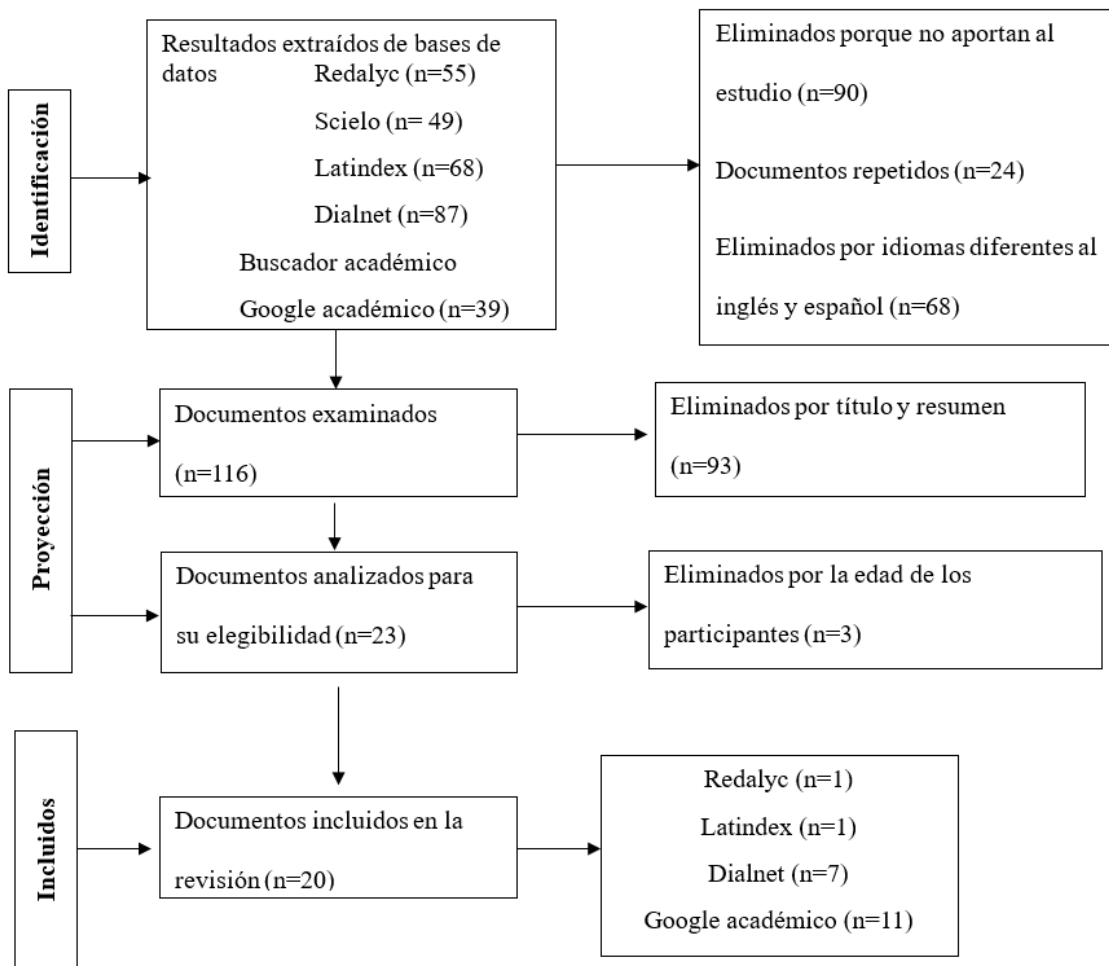 Identificación
Resultados extraídos de bases de
datos
Redalyc (n=55)
Scielo (n= 49)
Latindex (n=68)
Dialnet (n=87)
Buscador académico
Google académico (n=39)
Eliminados porque no aportan al
estudio (n=90)
Documentos repetidos (n=24)
Eliminados por idiomas diferentes al
inglés y español (n=68)
Proyección
Documentos examinados
(n=116)
Eliminados por título y resumen
(n=93)
Documentos analizados para
su elegibilidad (n=23)
Eliminados por la edad de los
participantes (n=3)
Incluidos
Documentos incluidos en la
revisión (n=20)
Redalyc (n=1)
Latindex (n=1)
Dialnet (n=7)
Google académico (n=11)